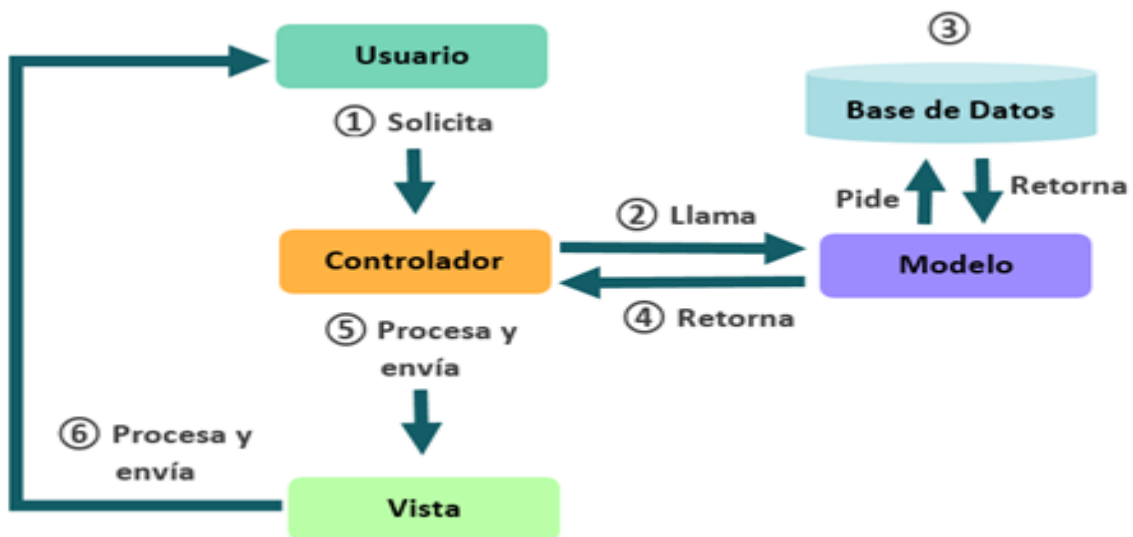 Usuario
③
Base de Datos
① Solicita
Pide
Retorna
② Llama
Controlador
Modelo
④ Retorna
⑤ Procesa y
envía
⑥ Procesa y
envía
Vista